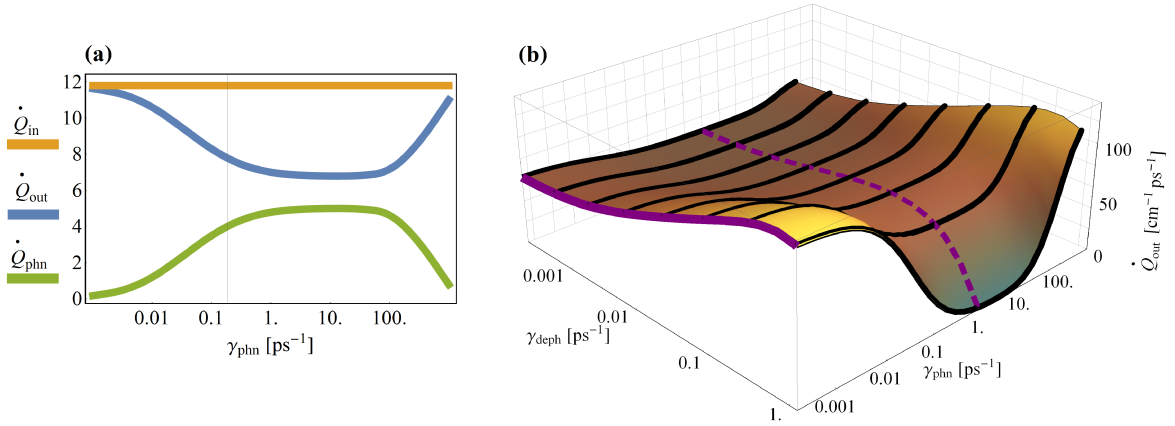 (a)
12
10
8
6
4
2
0
Q̇in
Q̇out
Q̇phn
0.01 0.1 1. 10. 100.
γphn [ps⁻¹]
(b)
100
50
0
Q̇out [cm⁻¹ ps⁻¹]
0.001
0.01
0.1
1.
γdeph [ps⁻¹]
0.001
0.01
0.1
1.
10.
100.
γphn [ps⁻¹]